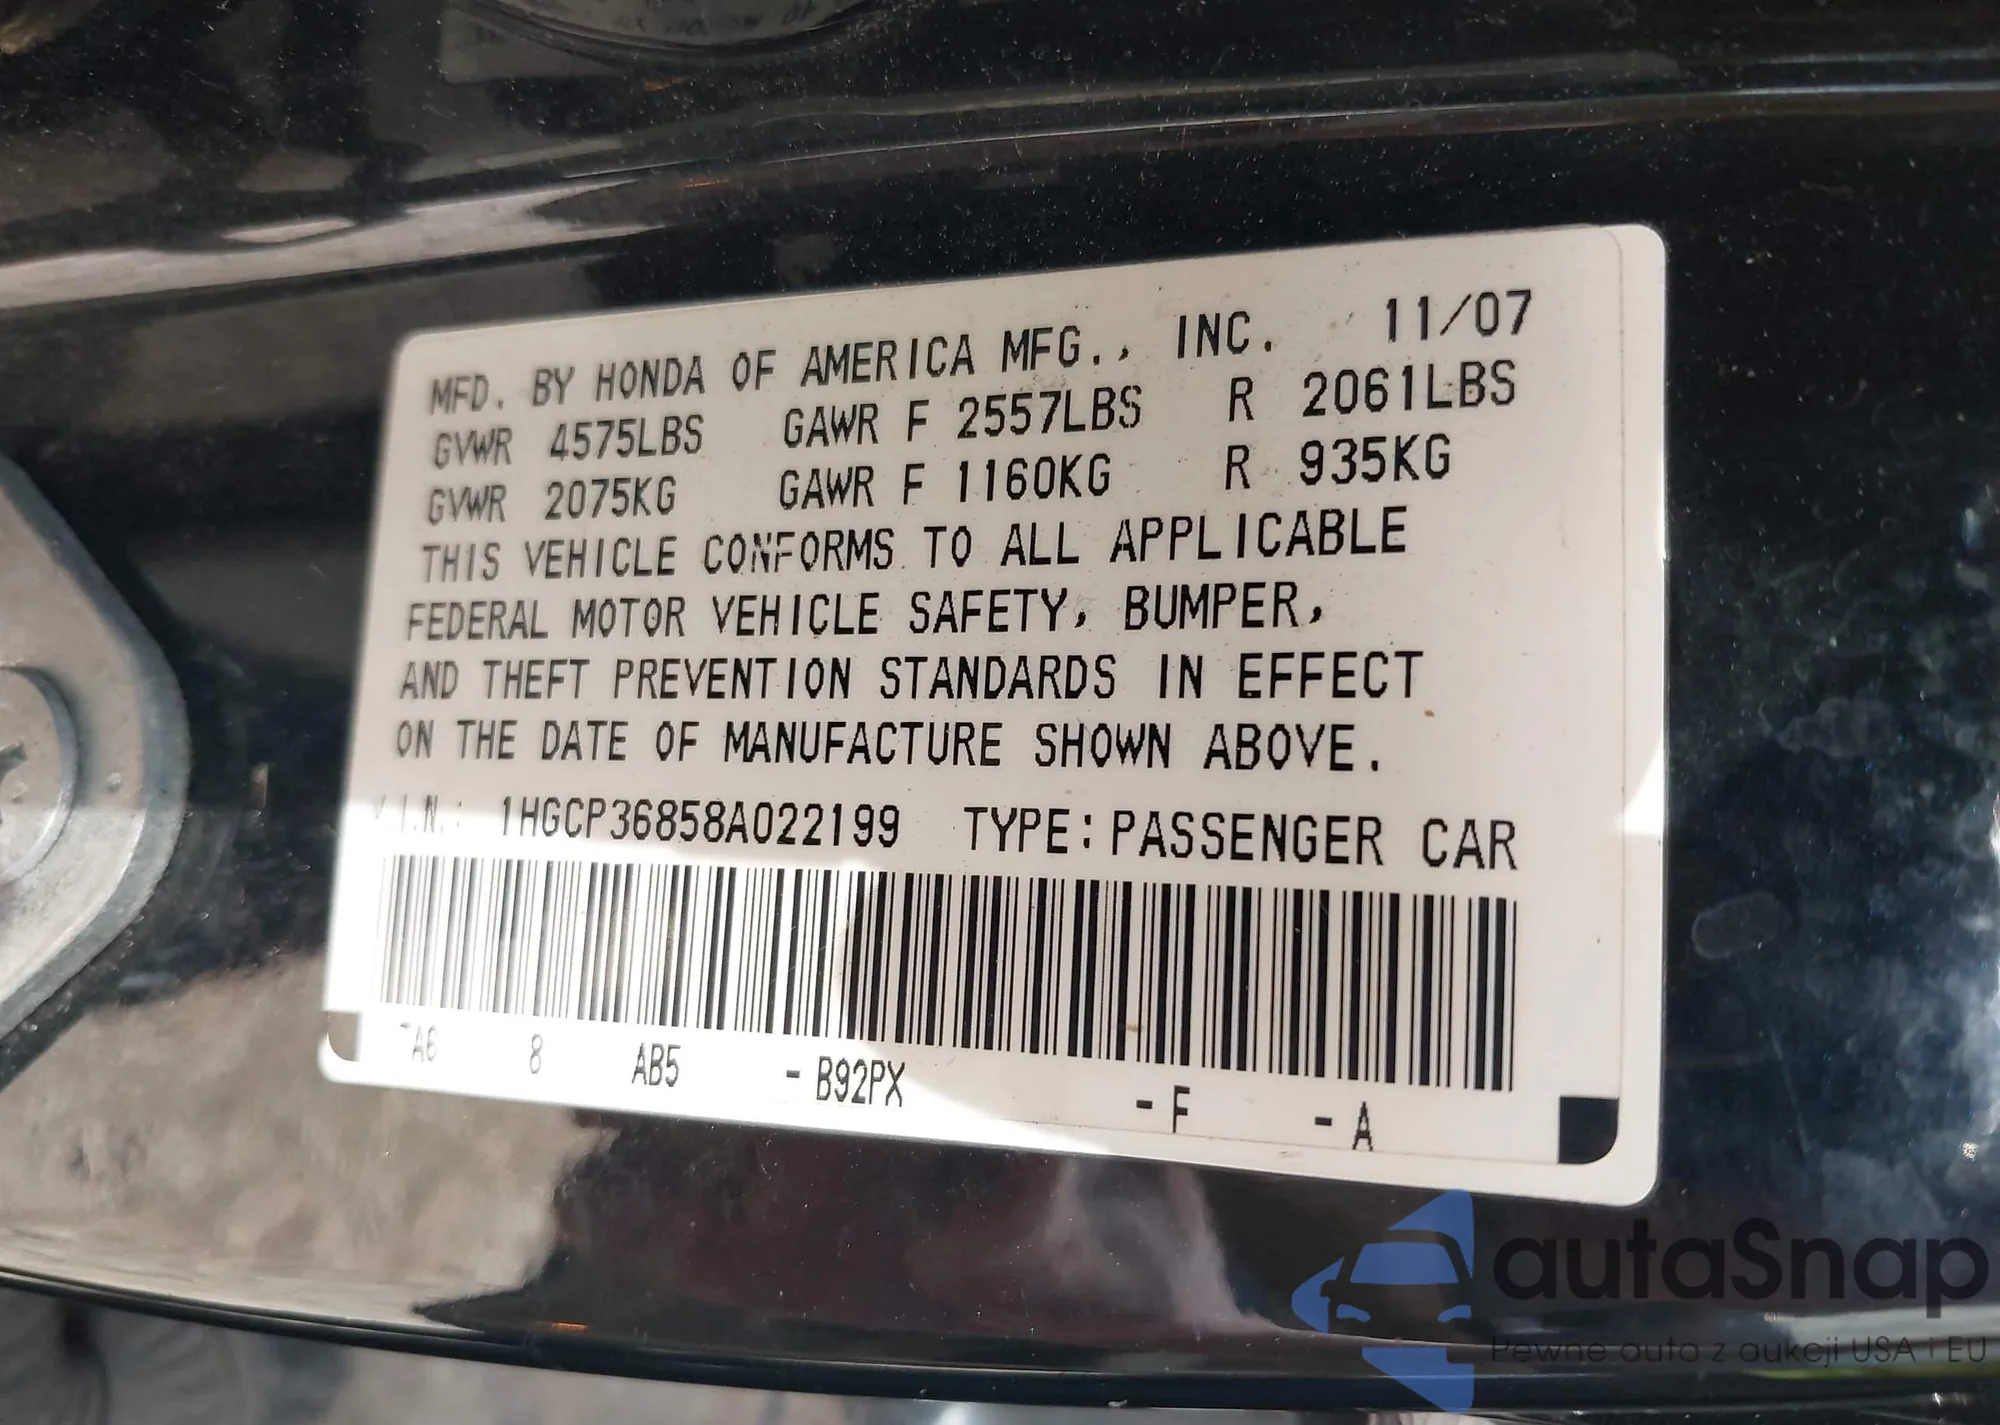 MFD. BY HONDA OF AMERICA MFG., INC. 11/07
GVWR 4575LBS GAWR F 2557LBS R 2061LBS
GVWR 2075KG GAWR F 1160KG R 935KG
THIS VEHICLE CONFORMS TO ALL APPLICABLE
FEDERAL MOTOR VEHICLE SAFETY, BUMPER,
AND THEFT PREVENTION STANDARDS IN EFFECT
ON THE DATE OF MANUFACTURE SHOWN ABOVE.
V.I.N.: 1HGCP36858A022199 TYPE: PASSENGER CAR
TA6 8 AB5 - B92PX - F - A
autaSnap
Pewne auta z aukcji USA i EU